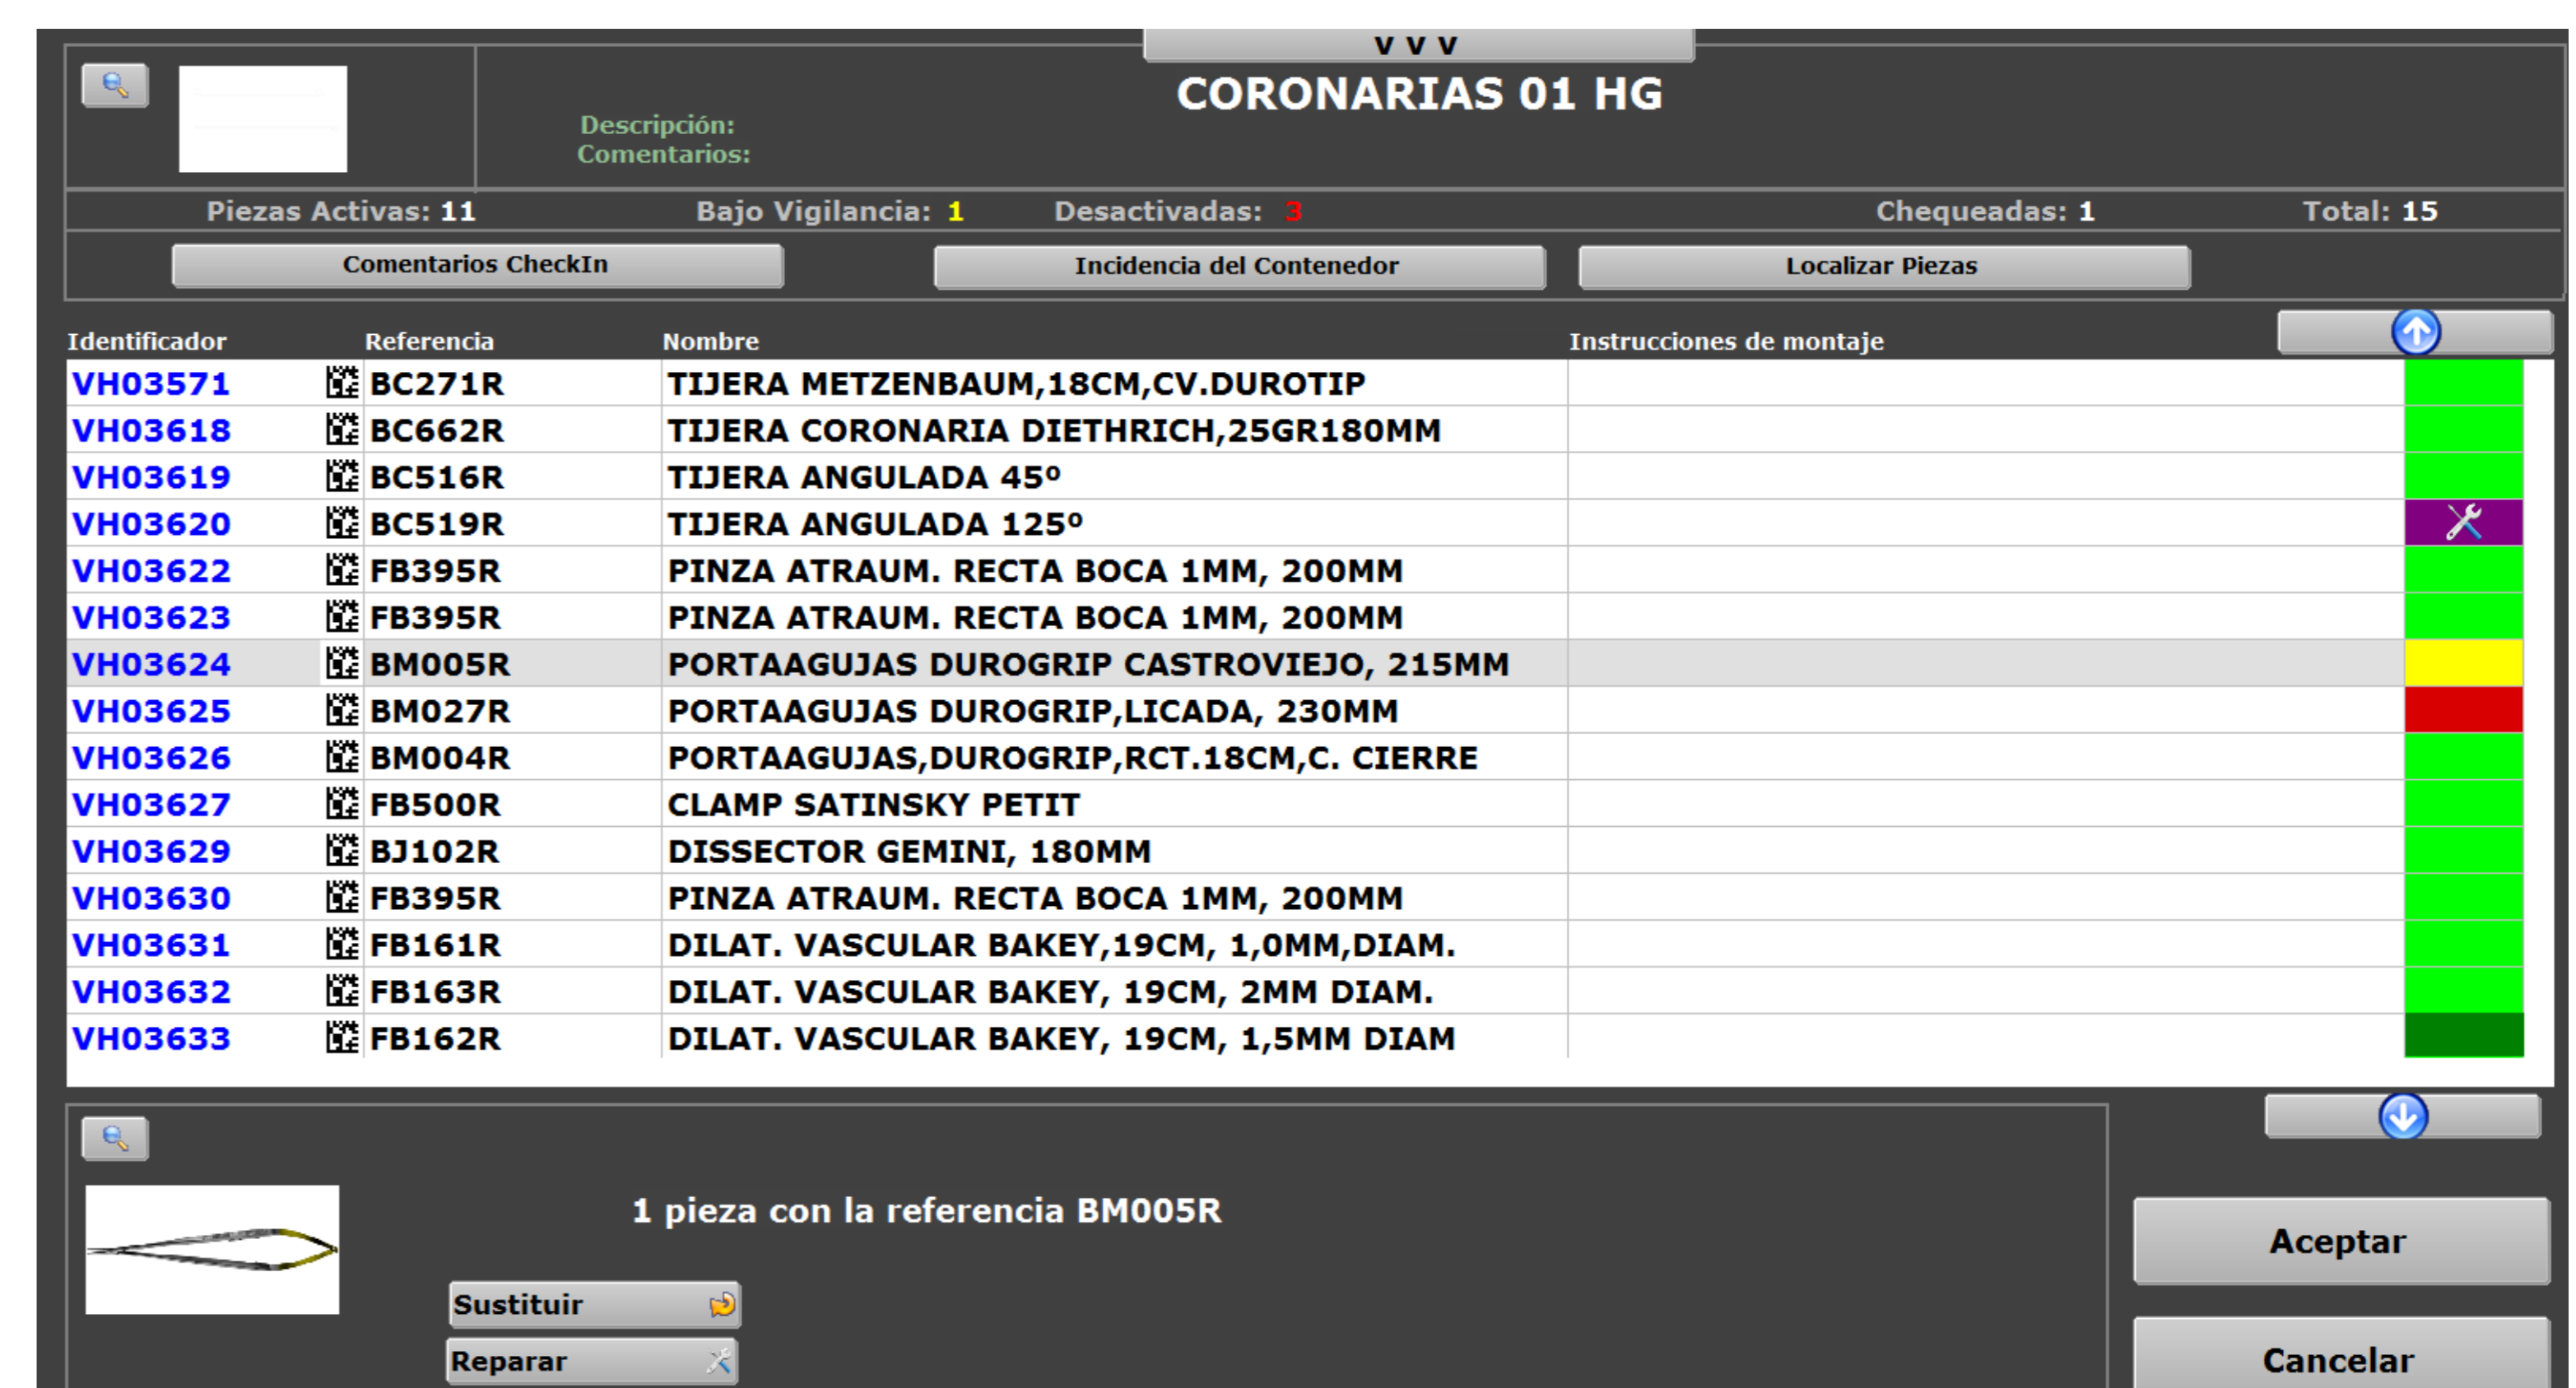 V V V
CORONARIAS 01 HG
Descripción:
Comentarios:
Piezas Activas: 11 Bajo Vigilancia: 1 Desactivadas: 3 Chequeadas: 1 Total: 15
Comentarios CheckIn Incidencia del Contenedor Localizar Piezas
Identificador Referencia Nombre Instrucciones de montaje
VH03571 BC271R TIJERA METZENBAUM,18CM,CV.DUROTIP
VH03618 BC662R TIJERA CORONARIA DIETHRICH,25GR180MM
VH03619 BC516R TIJERA ANGULADA 45º
VH03620 BC519R TIJERA ANGULADA 125º
VH03622 FB395R PINZA ATRAUM. RECTA BOCA 1MM, 200MM
VH03623 FB395R PINZA ATRAUM. RECTA BOCA 1MM, 200MM
VH03624 BM005R PORTAAGUJAS DUROGRIP CASTROVIEJO, 215MM
VH03625 BM027R PORTAAGUJAS DUROGRIP,LICADA, 230MM
VH03626 BM004R PORTAAGUJAS,DUROGRIP,RCT.18CM,C. CIERRE
VH03627 FB500R CLAMP SATINSKY PETIT
VH03629 BJ102R DISSECTOR GEMINI, 180MM
VH03630 FB395R PINZA ATRAUM. RECTA BOCA 1MM, 200MM
VH03631 FB161R DILAT. VASCULAR BAKEY,19CM, 1,0MM,DIAM.
VH03632 FB163R DILAT. VASCULAR BAKEY, 19CM, 2MM DIAM.
VH03633 FB162R DILAT. VASCULAR BAKEY, 19CM, 1,5MM DIAM
1 pieza con la referencia BM005R
Aceptar
Sustituir
Reparar
Cancelar